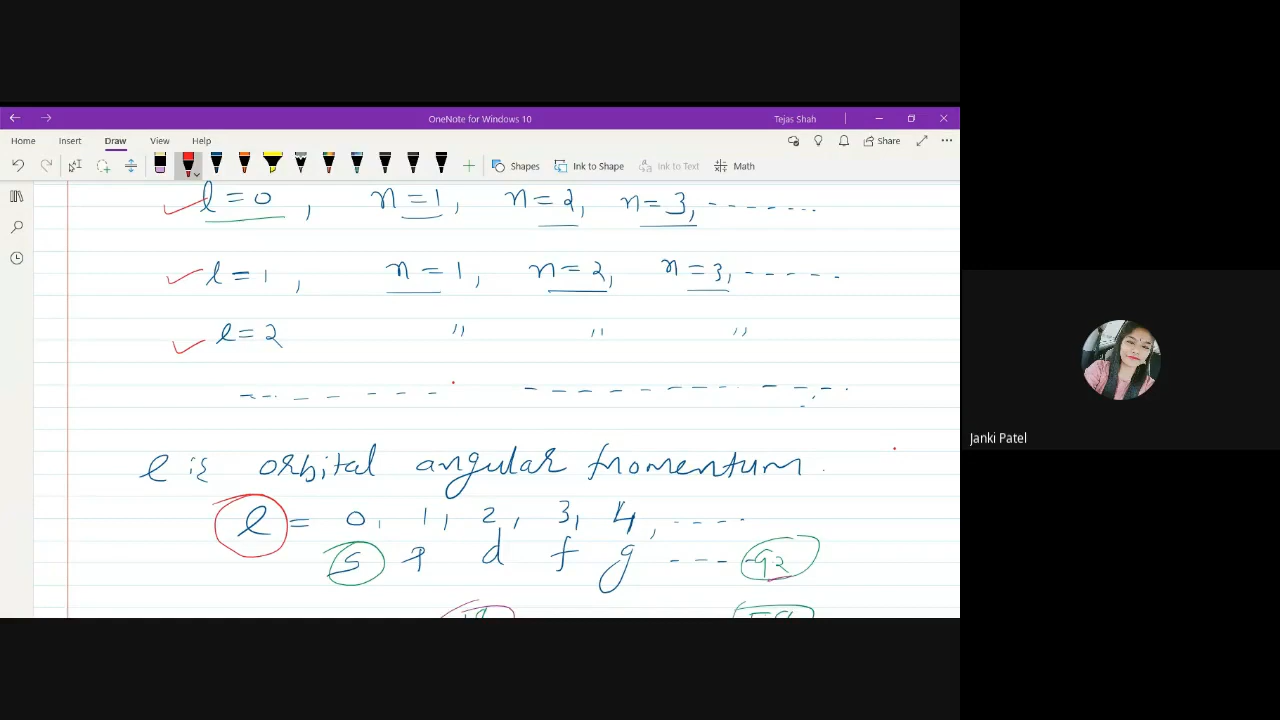 OneNote for Windows 10
Tejas Shah
Home Insert Draw View Help
Share
Shapes Ink to Shape Ink to Text Math
l = 0, n = 1, n = 2, n = 3, -------
l = 1, n = 1, n = 2, n = 3, -----
l = 2 " " "
l is orbital angular momentum.
l = 0, 1, 2, 3, 4, ----
s p d f g ----
Janki Patel